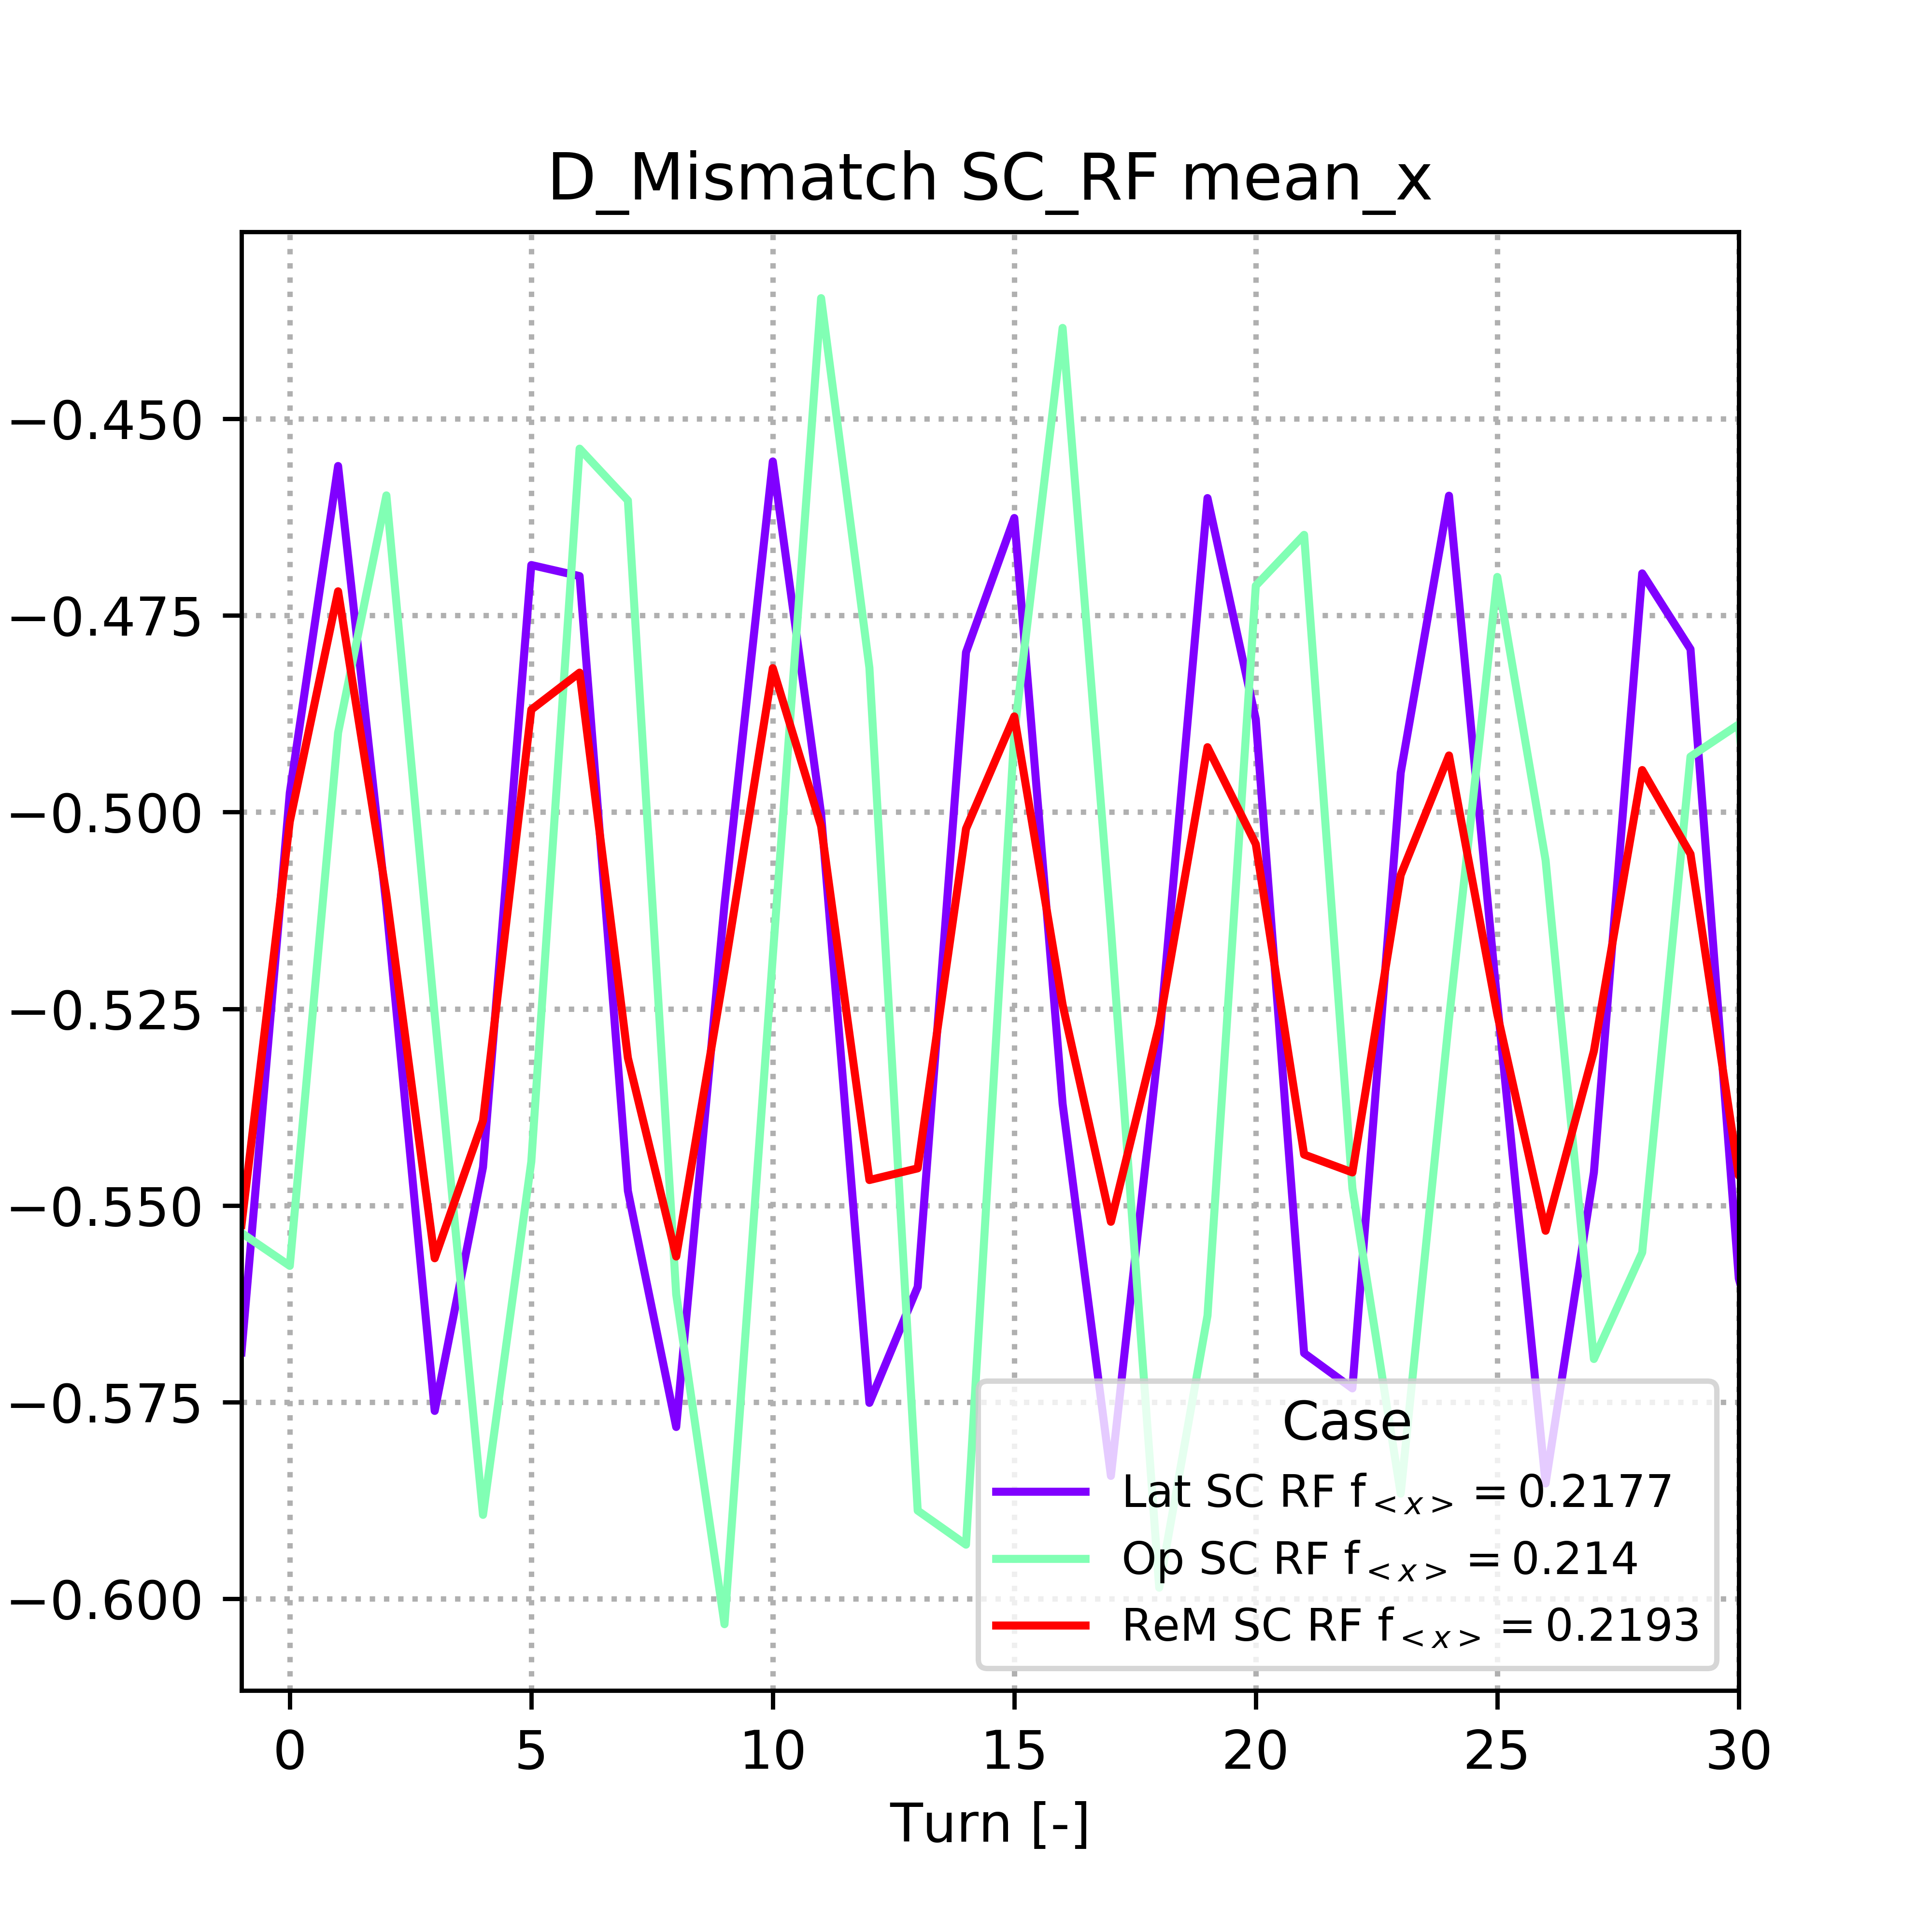 D_Mismatch SC_RF mean_x
−0.450
−0.475
−0.500
−0.525
−0.550
−0.575
−0.600
Case
Lat SC RF f<x> = 0.2177
Op SC RF f<x> = 0.214
ReM SC RF f<x> = 0.2193
0 5 10 15 20 25 30
Turn [-]